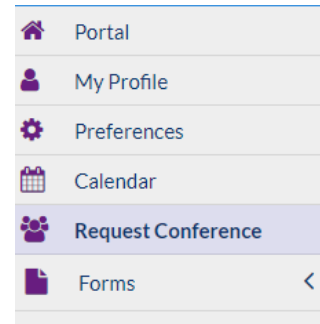 Portal
My Profile
Preferences
Calendar
Request Conference
Forms